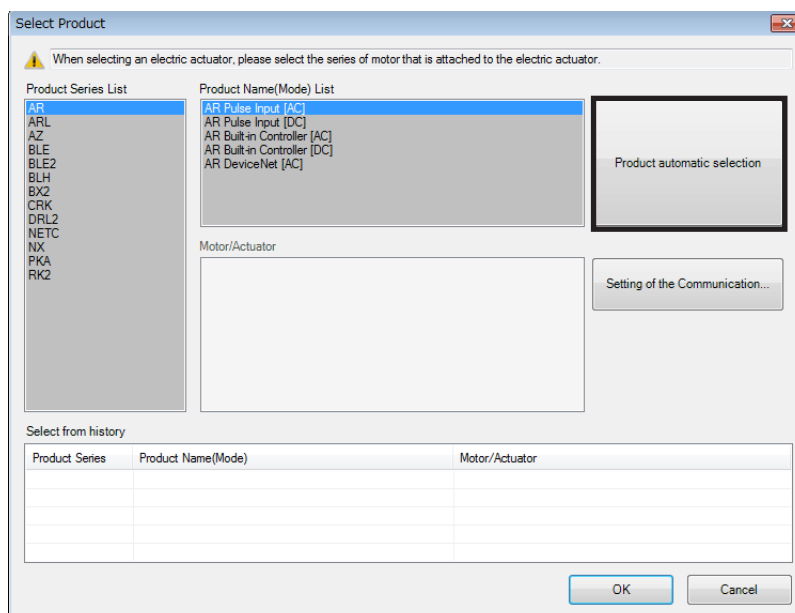 Select Product
When selecting an electric actuator, please select the series of motor that is attached to the electric actuator.
Product Series List
AR
ARL
AZ
BLE
BLE2
BLH
BX2
CRK
DRL2
NETC
NX
PKA
RK2
Product Name(Mode) List
AR Pulse Input [AC]
AR Pulse Input [DC]
AR Built-in Controller [AC]
AR Built-in Controller [DC]
AR DeviceNet [AC]
Product automatic selection
Motor/Actuator
Setting of the Communication...
Select from history
Product Series Product Name(Mode) Motor/Actuator
OK Cancel